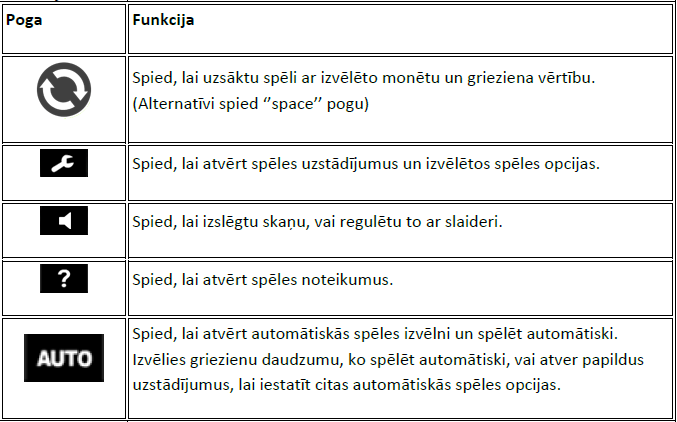 Poga Funkcija
Spied, lai uzsāktu spēli ar izvēlēto monētu un grieziena vērtību.
(Alternatīvi spied ‘’space’’ pogu)
Spied, lai atvērt spēles uzstādījumus un izvēlētos spēles opcijas.
Spied, lai izslēgtu skaņu, vai regulētu to ar slaideri.
? Spied, lai atvērt spēles noteikumus.
Spied, lai atvērt automātiskās spēles izvēlni un spēlēt automātiski.
AUTO Izvēlies griezienu daudzumu, ko spēlēt automātiski, vai atver papildus
uzstādījumus, lai iestatīt citas automātiskās spēles opcijas.